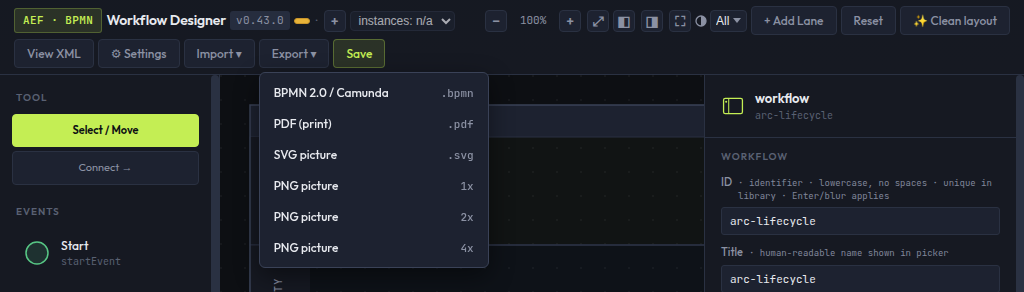 AEF · BPMN Workflow Designer v0.43.0 · + instances: n/a − 100% + All + Add Lane Reset ✨ Clean layout
View XML ⚙ Settings Import ▾ Export ▾ Save
TOOL
Select / Move
Connect →
EVENTS
Start
startEvent
BPMN 2.0 / Camunda .bpmn
PDF (print) .pdf
SVG picture .svg
PNG picture 1x
PNG picture 2x
PNG picture 4x
workflow
arc-lifecycle
WORKFLOW
ID · identifier · lowercase, no spaces · unique in
library · Enter/blur applies
arc-lifecycle
Title · human-readable name shown in picker
arc-lifecycle